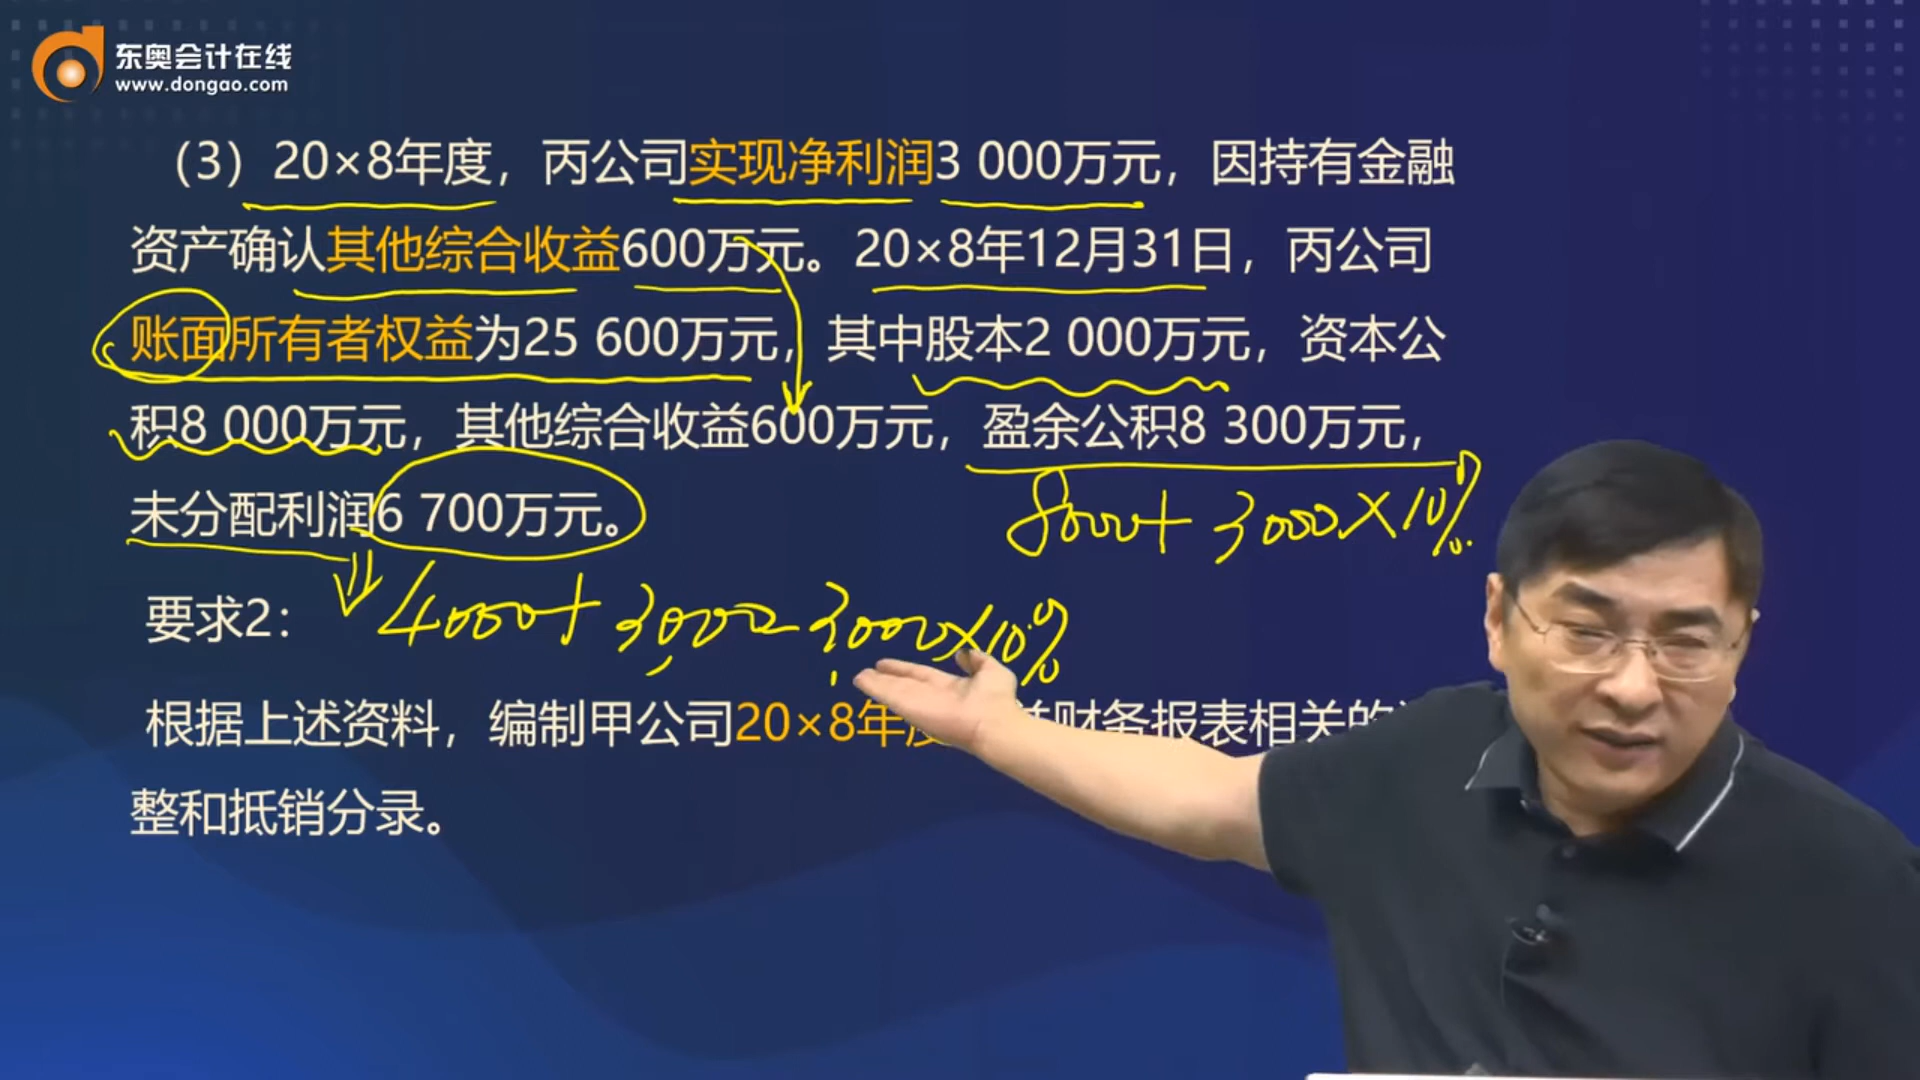 东奥会计在线
www.dongao.com
（3）20×8年度，丙公司实现净利润3 000万元，因持有金融
资产确认其他综合收益600万元。20×8年12月31日，丙公司
账面所有者权益为25 600万元，其中股本2 000万元，资本公
积8 000万元，其他综合收益600万元，盈余公积8 300万元，
未分配利润6 700万元。
8000+3000×10%
要求2：
4000+3000-3000×10%
根据上述资料，编制甲公司20×8年度 财务报表相关的
整和抵销分录。